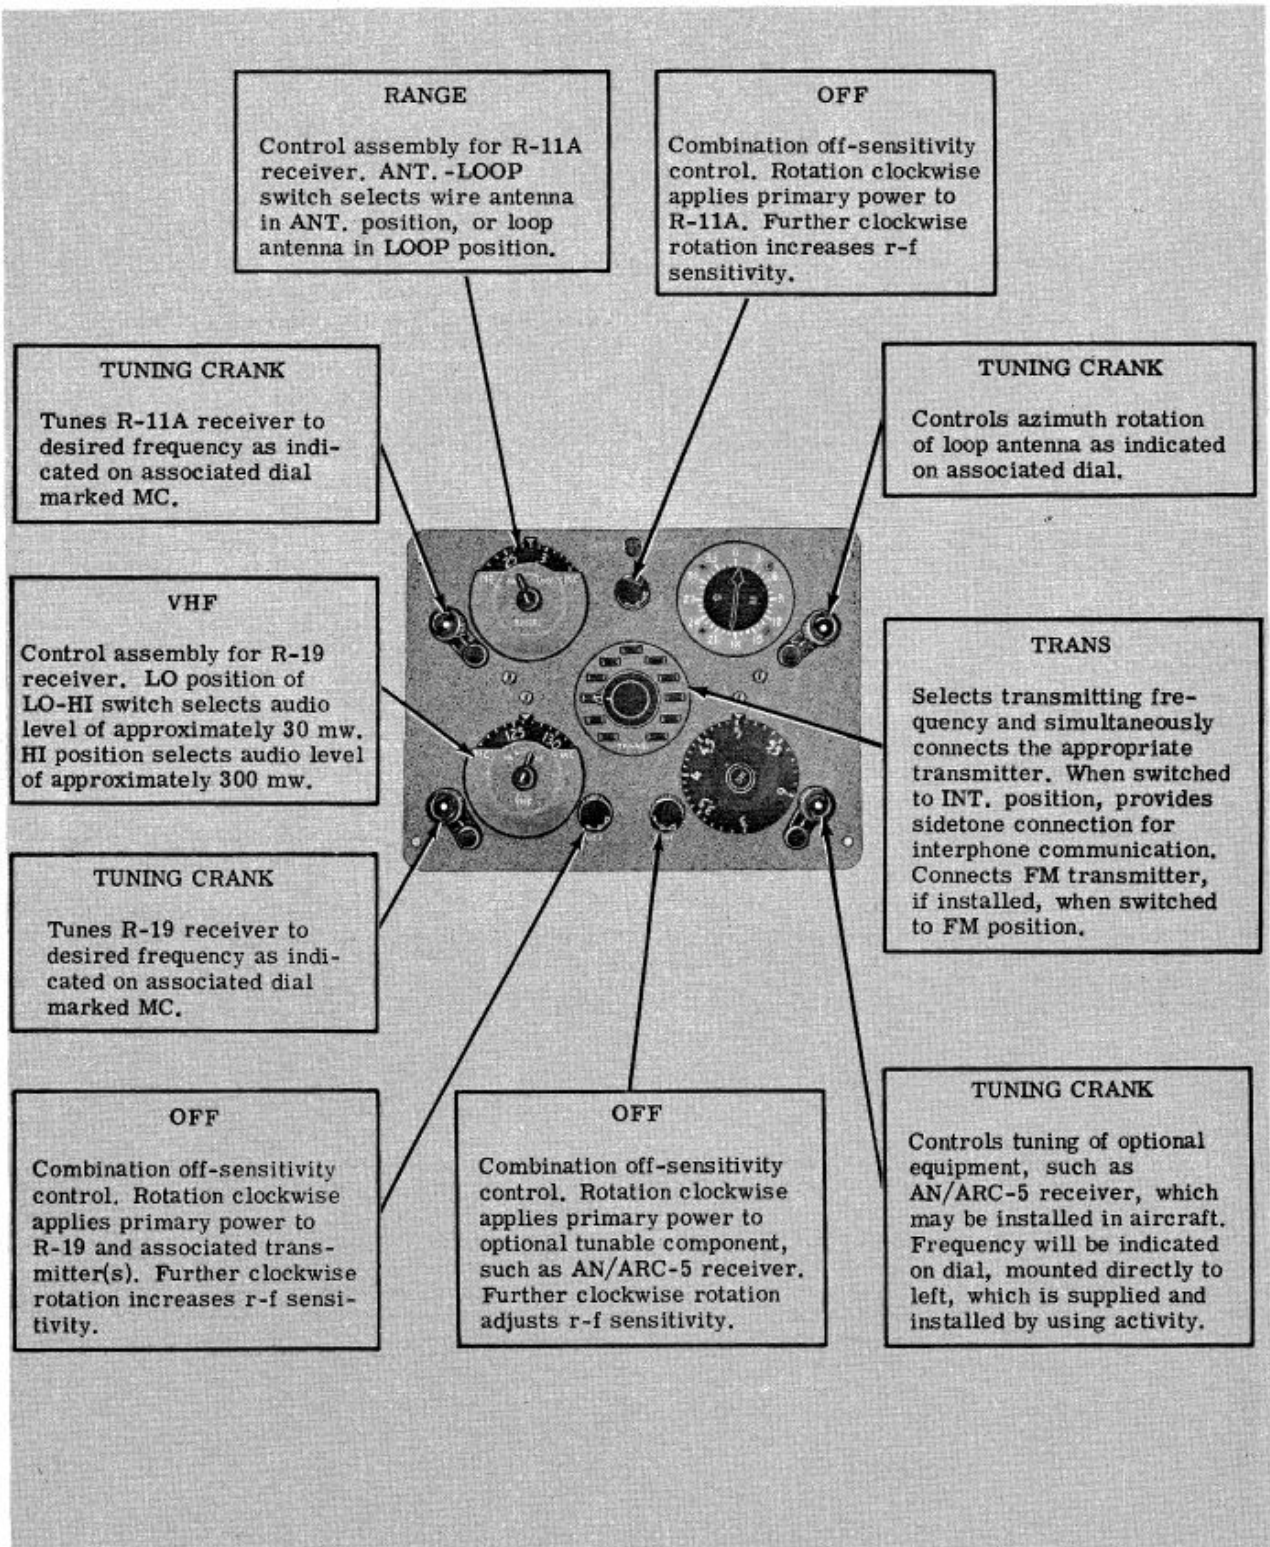 RANGE
Control assembly for R-11A
receiver. ANT. -LOOP
switch selects wire antenna
in ANT. position, or loop
antenna in LOOP position.
OFF
Combination off-sensitivity
control. Rotation clockwise
applies primary power to
R-11A. Further clockwise
rotation increases r-f
sensitivity.
TUNING CRANK
Tunes R-11A receiver to
desired frequency as indi-
cated on associated dial
marked MC.
TUNING CRANK
Controls azimuth rotation
of loop antenna as indicated
on associated dial.
VHF
Control assembly for R-19
receiver. LO position of
LO-HI switch selects audio
level of approximately 30 mw.
HI position selects audio level
of approximately 300 mw.
TRANS
Selects transmitting fre-
quency and simultaneously
connects the appropriate
transmitter. When switched
to INT. position, provides
sidetone connection for
interphone communication.
Connects FM transmitter,
if installed, when switched
to FM position.
TUNING CRANK
Tunes R-19 receiver to
desired frequency as indi-
cated on associated dial
marked MC.
OFF
Combination off-sensitivity
control. Rotation clockwise
applies primary power to
R-19 and associated trans-
mitter(s). Further clockwise
rotation increases r-f sensi-
tivity.
OFF
Combination off-sensitivity
control. Rotation clockwise
applies primary power to
optional tunable component,
such as AN/ARC-5 receiver.
Further clockwise rotation
adjusts r-f sensitivity.
TUNING CRANK
Controls tuning of optional
equipment, such as
AN/ARC-5 receiver, which
may be installed in aircraft.
Frequency will be indicated
on dial, mounted directly to
left, which is supplied and
installed by using activity.